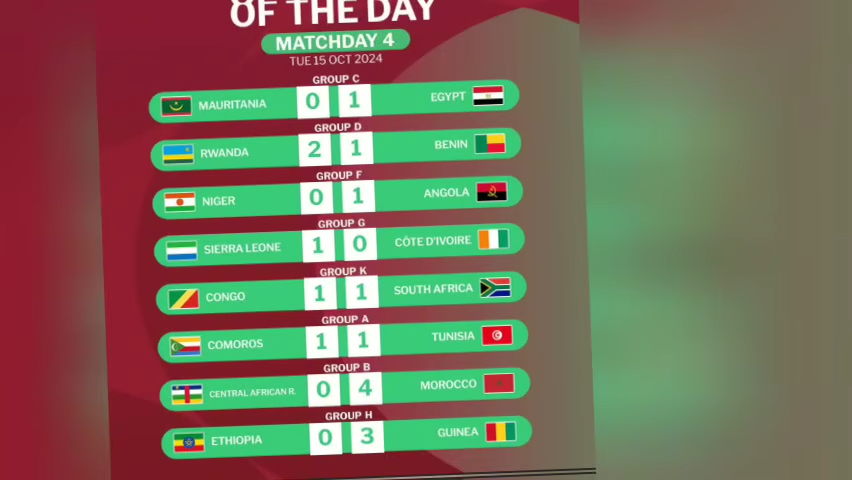 OF THE DAY
MATCHDAY 4
TUE 15 OCT 2024
GROUP C
MAURITANIA 0 1 EGYPT
GROUP D
RWANDA 2 1 BENIN
GROUP F
NIGER 0 1 ANGOLA
GROUP G
SIERRA LEONE 1 0 CÔTE D'IVOIRE
GROUP K
CONGO 1 1 SOUTH AFRICA
GROUP A
COMOROS 1 1 TUNISIA
GROUP B
CENTRAL AFRICAN R. 0 4 MOROCCO
GROUP H
ETHIOPIA 0 3 GUINEA